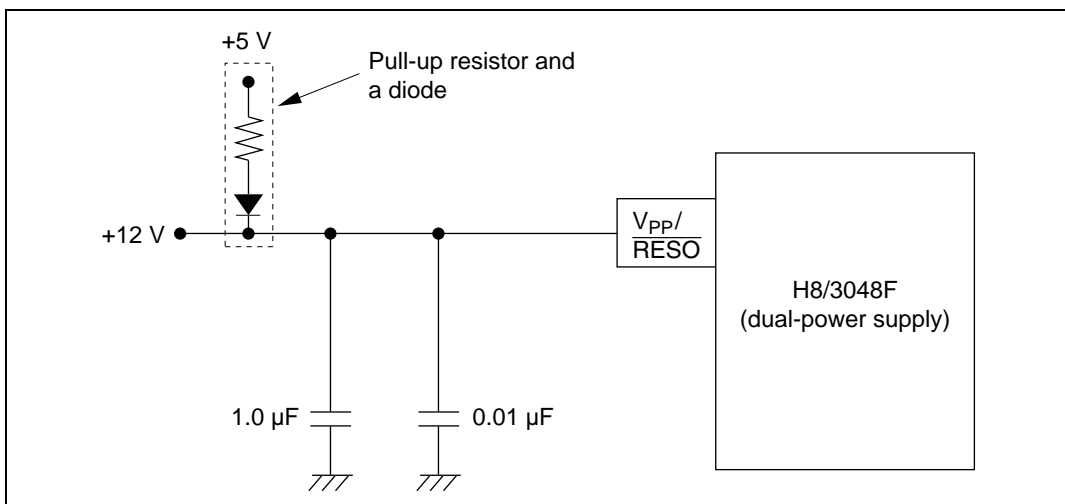 +5 V
Pull-up resistor and
a diode
+12 V
VPP/
RESO
H8/3048F
(dual-power supply)
1.0 µF
0.01 µF